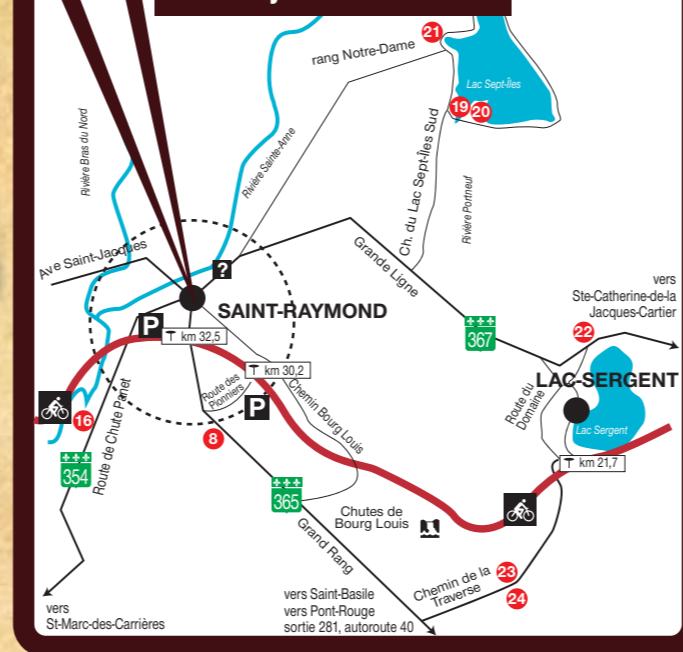 21
rang Notre-Dame
Lac Sept-Îles
19 20
Rivière Bras du Nord
Rivière Sainte-Anne
Ch. du Lac Sept-Îles Sud
Rivière Portneuf
Ave Saint-Jacques
?
Grande Ligne
vers
Ste-Catherine-de-la
Jacques-Cartier
SAINT-RAYMOND
P
km 32,5
367
22
km 30,2
LAC-SERGENT
Route des
Pionniers
P
Chemin Bourg Louis
Route du
Domaine
16
Route de Chute Panet
8
Lac Sergent
km 21,7
354
365
Chutes de
Bourg Louis
Grand Rang
Chemin de la
Traverse
23
24
vers
St-Marc-des-Carrières
vers Saint-Basile
vers Pont-Rouge
sortie 281, autoroute 40